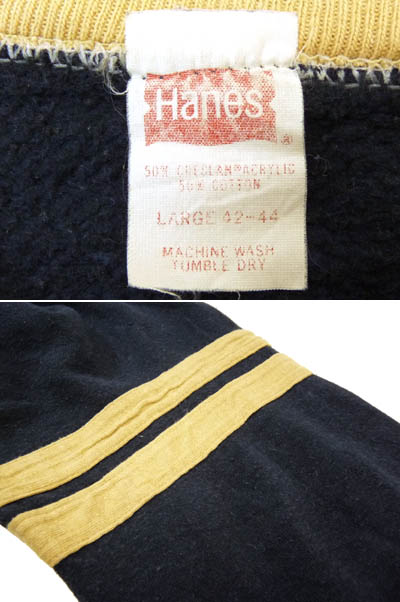 Hanes
®
50% CRESLAN® ACRYLIC
50% COTTON
LARGE 42-44
MACHINE WASH
TUMBLE DRY